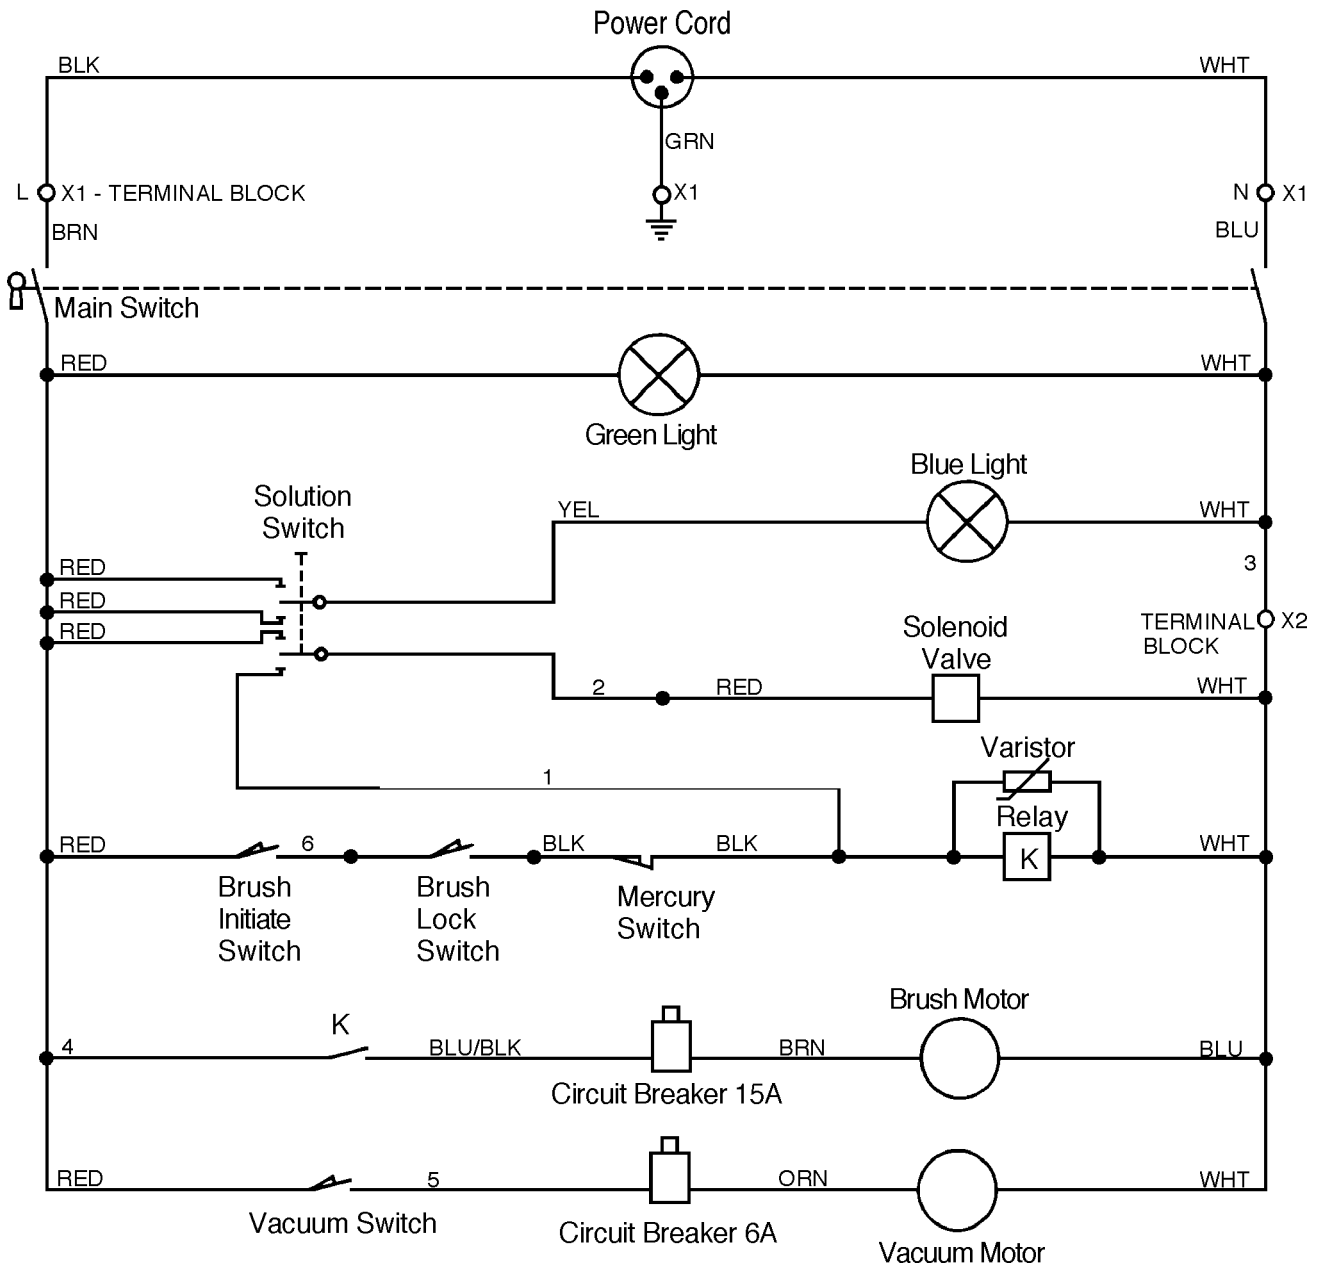 Power Cord
BLK
WHT
GRN
L
X1 - TERMINAL BLOCK
X1
N
X1
BRN
BLU
Main Switch
RED
WHT
Green Light
Blue Light
Solution
Switch
YEL
WHT
3
RED
RED
RED
TERMINAL
BLOCK
X2
Solenoid
Valve
2
RED
WHT
Varistor
1
Relay
RED
6
BLK
BLK
K
WHT
Brush
Initiate
Switch
Brush
Lock
Switch
Mercury
Switch
Brush Motor
K
4
BLU/BLK
BRN
BLU
Circuit Breaker 15A
RED
5
ORN
WHT
Vacuum Switch
Circuit Breaker 6A
Vacuum Motor